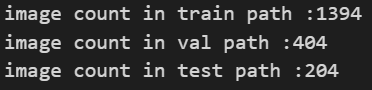 image count in train path :1394
image count in val path :404
image count in test path :204